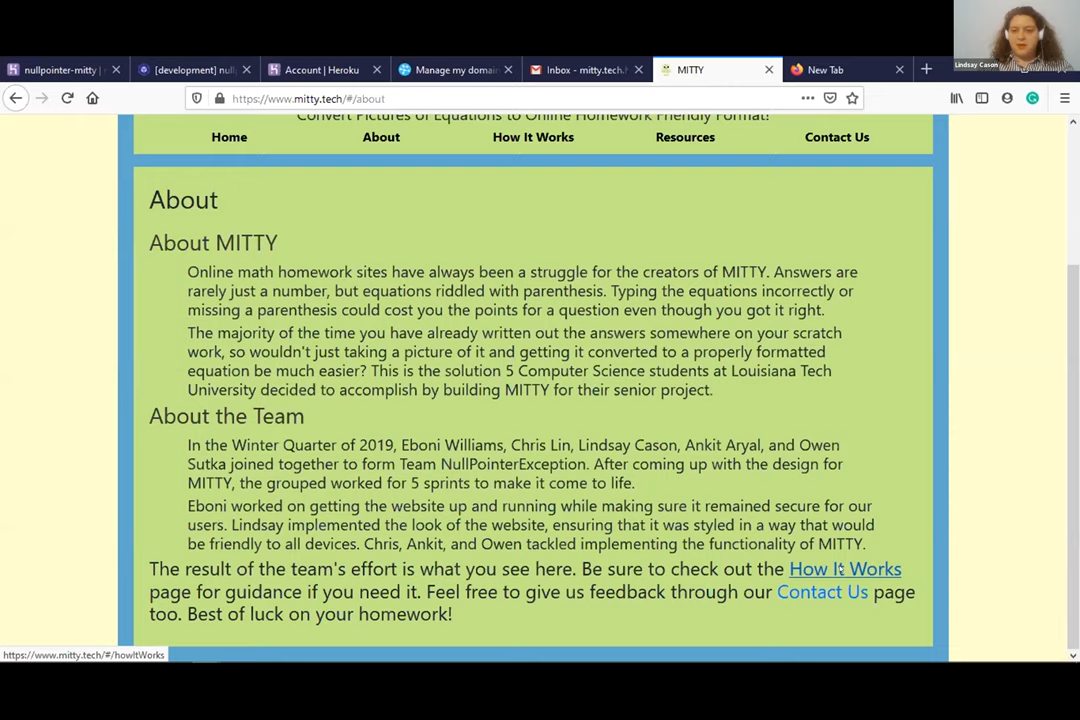 nullpointer-mitty |
[development] null
Account | Heroku
Manage my domai
Inbox - mitty.tech.h
MITTY
New Tab
Lindsay Cason
https://www.mitty.tech/#/about
Convert Pictures of Equations to Online Homework Friendly Format!
Home About How It Works Resources Contact Us
About
About MITTY
Online math homework sites have always been a struggle for the creators of MITTY. Answers are
rarely just a number, but equations riddled with parenthesis. Typing the equations incorrectly or
missing a parenthesis could cost you the points for a question even though you got it right.
The majority of the time you have already written out the answers somewhere on your scratch
work, so wouldn't just taking a picture of it and getting it converted to a properly formatted
equation be much easier? This is the solution 5 Computer Science students at Louisiana Tech
University decided to accomplish by building MITTY for their senior project.
About the Team
In the Winter Quarter of 2019, Eboni Williams, Chris Lin, Lindsay Cason, Ankit Aryal, and Owen
Sutka joined together to form Team NullPointerException. After coming up with the design for
MITTY, the grouped worked for 5 sprints to make it come to life.
Eboni worked on getting the website up and running while making sure it remained secure for our
users. Lindsay implemented the look of the website, ensuring that it was styled in a way that would
be friendly to all devices. Chris, Ankit, and Owen tackled implementing the functionality of MITTY.
The result of the team's effort is what you see here. Be sure to check out the How It Works
page for guidance if you need it. Feel free to give us feedback through our Contact Us page
too. Best of luck on your homework!
https://www.mitty.tech/#/howItWorks